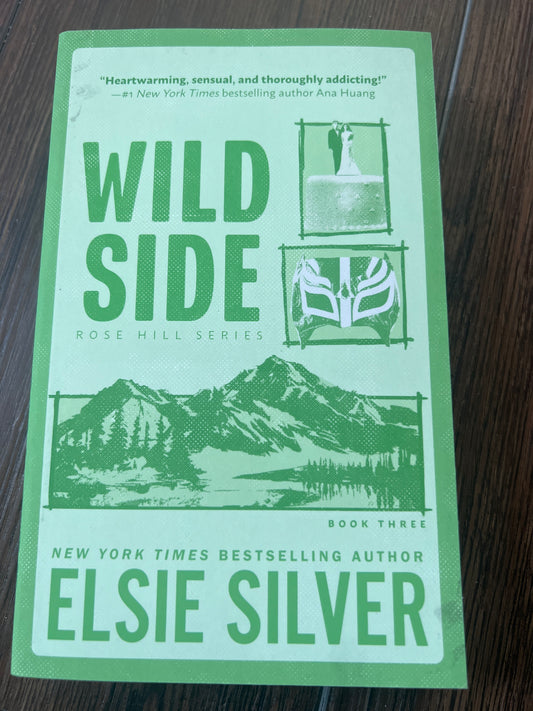 “Heartwarming, sensual, and thoroughly addicting!”
—#1 New York Times bestselling author Ana Huang
WILD
SIDE
ROSE HILL SERIES
BOOK THREE
NEW YORK TIMES BESTSELLING AUTHOR
ELSIE SILVER